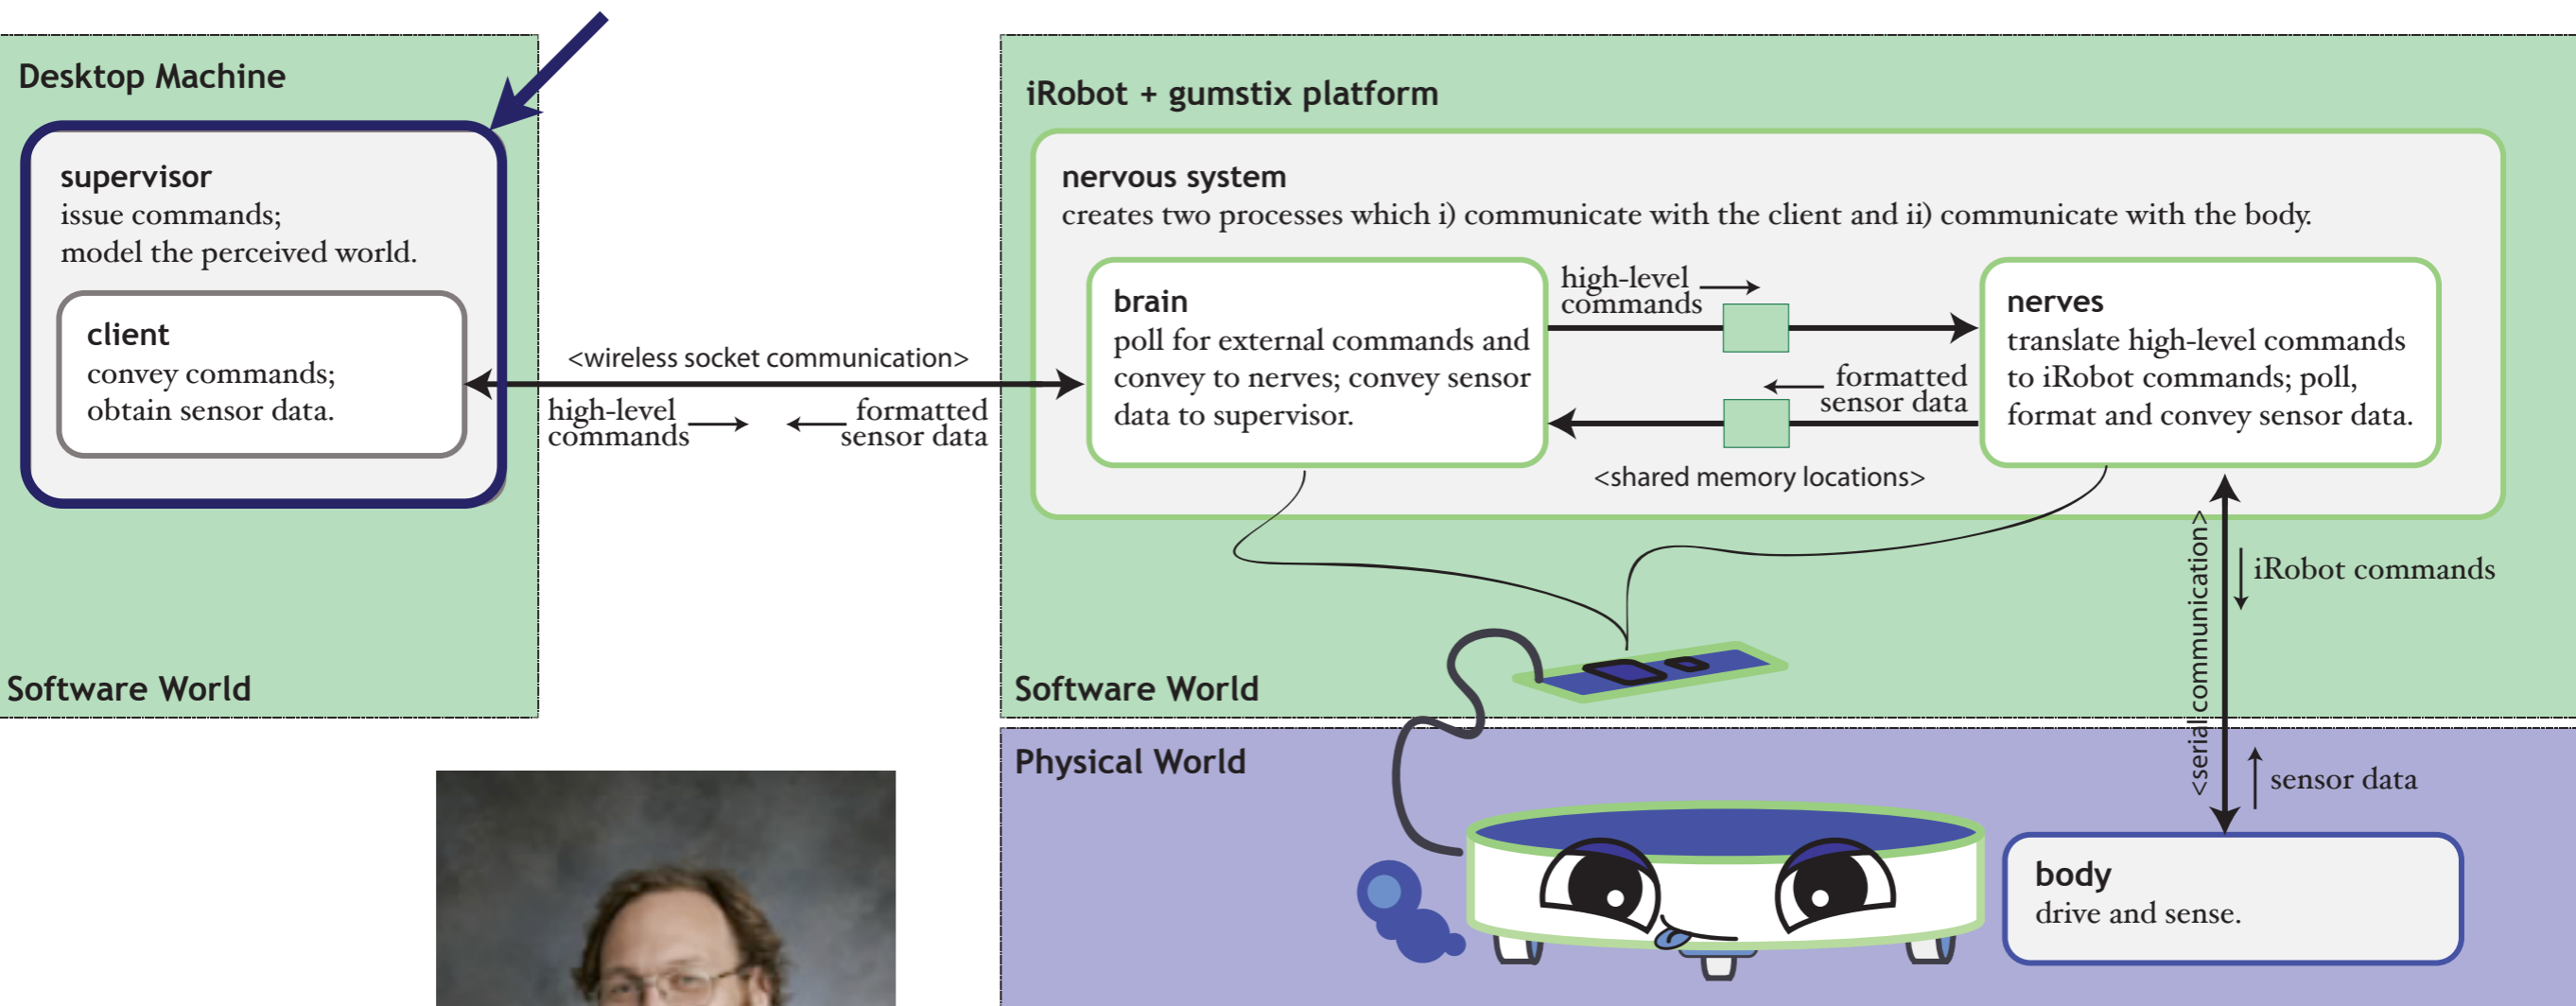 Desktop Machine
supervisor
issue commands;
model the perceived world.
client
convey commands;
obtain sensor data.
Software World
<wireless socket communication>
high-level
commands
formatted
sensor data
iRobot + gumstix platform
nervous system
creates two processes which i) communicate with the client and ii) communicate with the body.
brain
poll for external commands and
convey to nerves; convey sensor
data to supervisor.
high-level
commands
formatted
sensor data
<shared memory locations>
nerves
translate high-level commands
to iRobot commands; poll,
format and convey sensor data.
<serial communication>
iRobot commands
Software World
Physical World
sensor data
body
drive and sense.